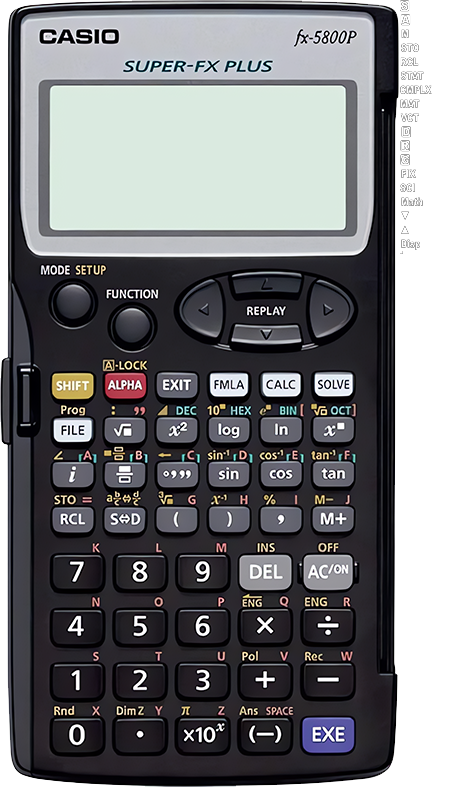 CASIO fx-5800P
SUPER-FX PLUS
S
A
M
STO
RCL
STAT
CMPLX
MAT
VCT
D
R
G
FIX
SCI
Math
▽
△
Disp
MODE SETUP
FUNCTION
REPLAY
A-LOCK
SHIFT ALPHA EXIT FMLA CALC SOLVE
Prog : ” ◢ DEC 10■ HEX e■ BIN [ ■√□ OCT ]
FILE √■ x² log ln x■
∠ [A] ■ [B] ← [C] sin⁻¹ [D] cos⁻¹ [E] tan⁻¹ [F]
i °’’’ sin cos tan
STO = a b/c⇔d/c ³√■ G x⁻¹ H % I M− J
RCL S⇔D ( ) , M+
K L M INS OFF
7 8 9 DEL AC/ON
N O P ENG Q ENG R
4 5 6 × ÷
S T U Pol V Rec W
1 2 3 + −
Rnd X DimZ Y π Z Ans SPACE
0 • ×10ˣ (−) EXE